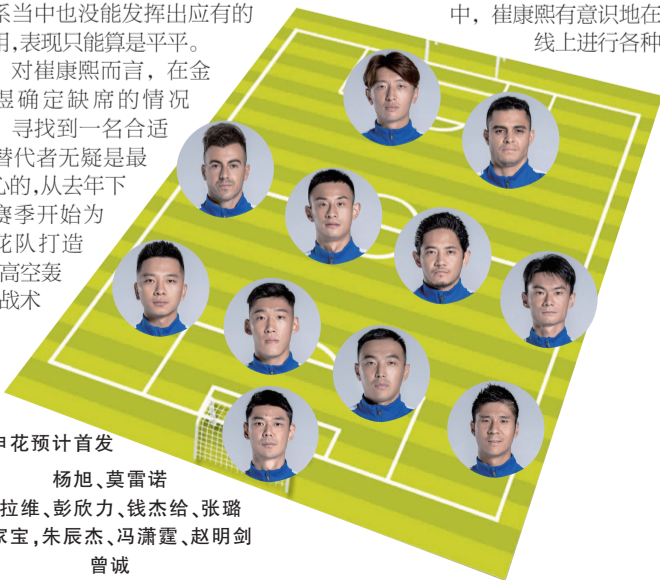 系当中也没能发挥出应有的
用,表现只能算是平平。
对崔康熙而言，在金
昱确定缺席的情况
寻找到一名合适
替代者无疑是最
心的,从去年下
赛季开始为
花队打造
高空轰
战术
中，崔康熙有意识地在
线上进行各种
申花预计首发
杨旭、莫雷诺
拉维、彭欣力、钱杰给、张璐
家宝,朱辰杰、冯潇霆、赵明剑
曾诚